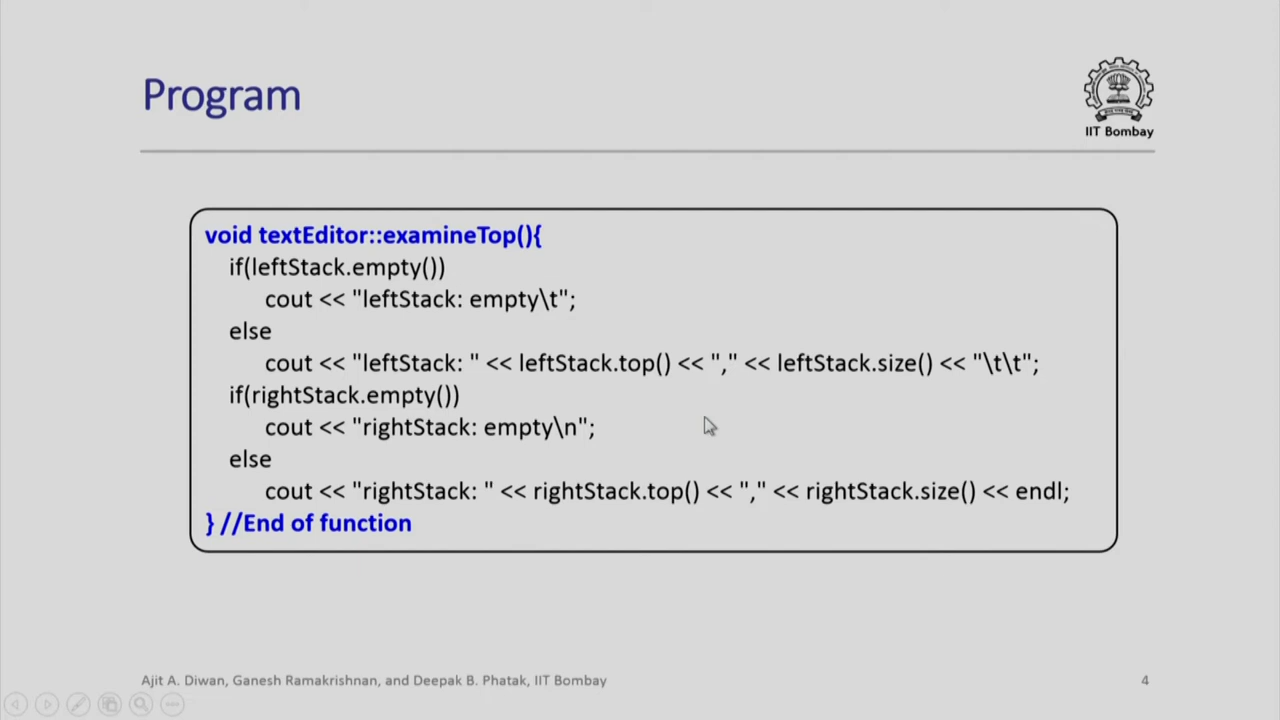 Program
IIT Bombay
void textEditor::examineTop(){
if(leftStack.empty())
cout << "leftStack: empty\t";
else
cout << "leftStack: " << leftStack.top() << "," << leftStack.size() << "\t\t";
if(rightStack.empty())
cout << "rightStack: empty\n";
else
cout << "rightStack: " << rightStack.top() << "," << rightStack.size() << endl;
} //End of function
Ajit A. Diwan, Ganesh Ramakrishnan, and Deepak B. Phatak, IIT Bombay
4